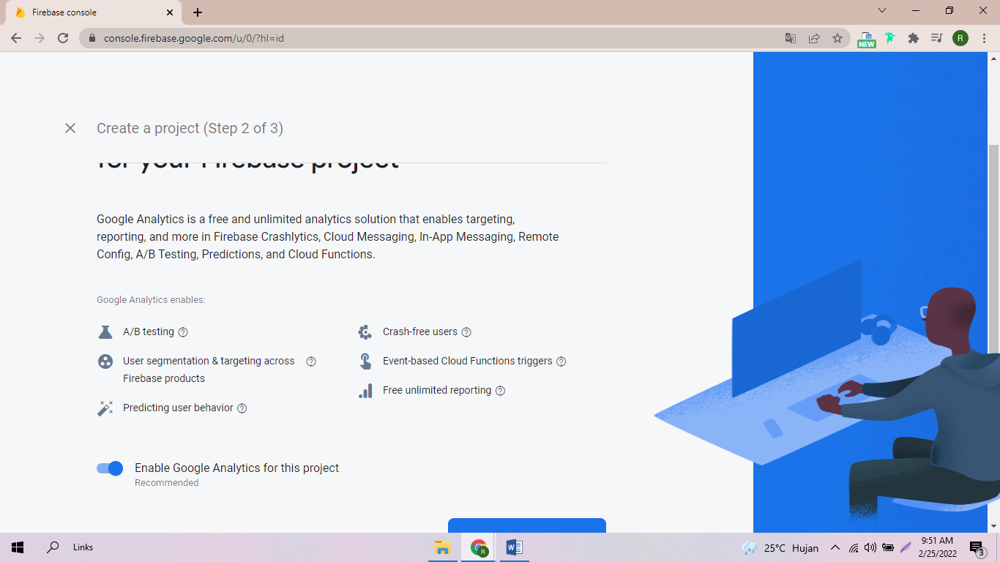 Firebase console
console.firebase.google.com/u/0/?hl=id
NEW
R
Create a project (Step 2 of 3)
for your Firebase project
Google Analytics is a free and unlimited analytics solution that enables targeting,
reporting, and more in Firebase Crashlytics, Cloud Messaging, In-App Messaging, Remote
Config, A/B Testing, Predictions, and Cloud Functions.
Google Analytics enables:
A/B testing
Crash-free users
User segmentation & targeting across
Firebase products
Event-based Cloud Functions triggers
Free unlimited reporting
Predicting user behavior
Enable Google Analytics for this project
Recommended
Links
R
W
25°C Hujan
9:51 AM
2/25/2022
3